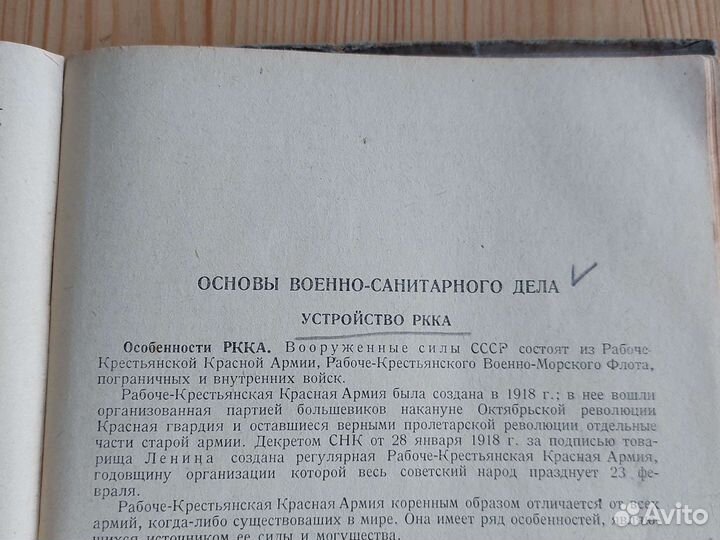 ОСНОВЫ ВОЕННО-САНИТАРНОГО ДЕЛА
УСТРОЙСТВО РККА
Особенности РККА. Вооруженные силы СССР состоят из Рабоче-
Крестьянской Красной Армии, Рабоче-Крестьянского Военно-Морского Флота,
пограничных и внутренних войск.
Рабоче-Крестьянская Красная Армия была создана в 1918 г.; в нее вошли
организованная партией большевиков накануне Октябрьской революции
Красная гвардия и оставшиеся верными пролетарской революции отдельные
части старой армии. Декретом СНК от 28 января 1918 г. за подписью това-
рища Ленина создана регулярная Рабоче-Крестьянская Красная Армия,
годовщину организации которой весь советский народ празднует 23 фе-
враля.
Рабоче-Крестьянская Красная Армия коренным образом отличается от всех
армий, когда-либо существовавших в мире. Она имеет ряд особенностей,
щихся источником ее силы и могущества.
Avito